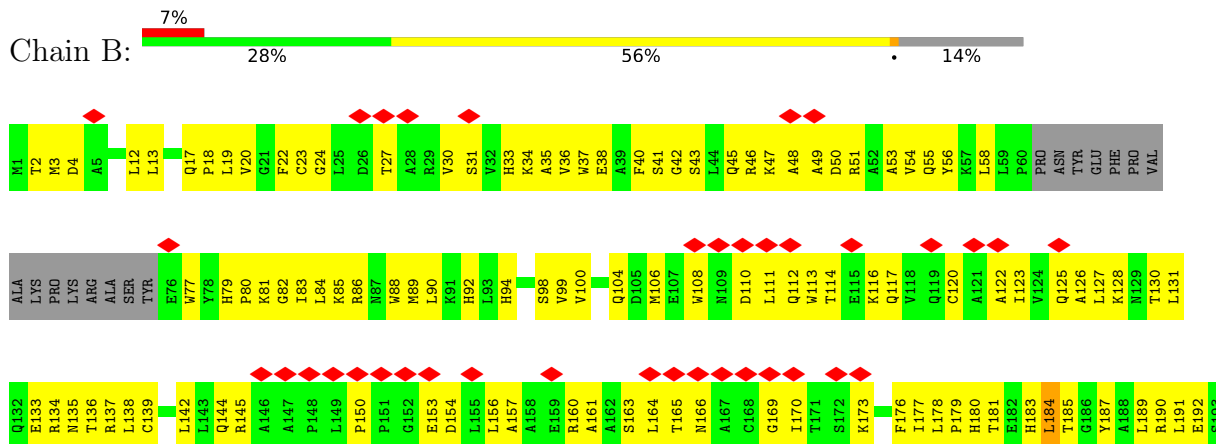 7%
Chain B:
28% 56% • 14%
M1 T2 M3 D4 A5 L12 L13 Q17 P18 L19 V20 G21 F22 C23 G24 L25 D26 T27 A28 R29 V30 S31 V32 H33 K34 A35 V36 W37 E38 A39 F40 S41 G42 S43 L44 Q45 R46 K47 A48 A49 D50 R51 A52 A53 V54 Q55 Y56 K57 L58 L59 P60 PRO ASN TYR GLU PHE PRO VAL
ALA LYS PRO LYS ARG ALA SER TYR E76 W77 Y78 H79 P80 K81 G82 I83 L84 K85 R86 N87 W88 M89 L90 K91 H92 L93 H94 S98 V99 V100 Q104 D105 M106 E107 W108 N109 D110 L111 Q112 W113 T114 E115 K116 Q117 V118 Q119 C120 A121 A122 I123 V124 Q125 A126 L127 K128 N129 T130 L131
Q132 E133 R134 N135 T136 R137 L138 C139 L142 L143 Q144 R145 A146 A147 P148 L149 P150 P151 G152 E153 D154 L155 L156 A157 A158 E159 R160 A161 A162 S163 L164 T165 N166 A167 C168 G169 I170 T171 S172 K173 F176 I177 L178 P179 H180 T181 E182 H183 L184 T185 G186 Y187 A188 L189 R190 L191 E192